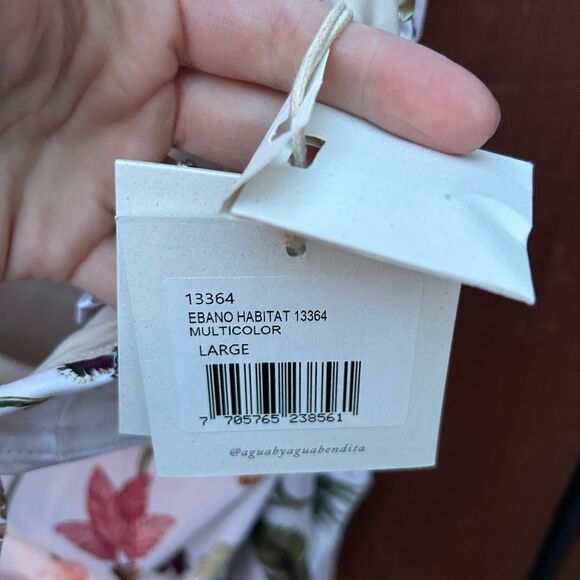 13364
EBANO HABITAT 13364
MULTICOLOR
LARGE
7 705765 238561
@aguabyaguabendita